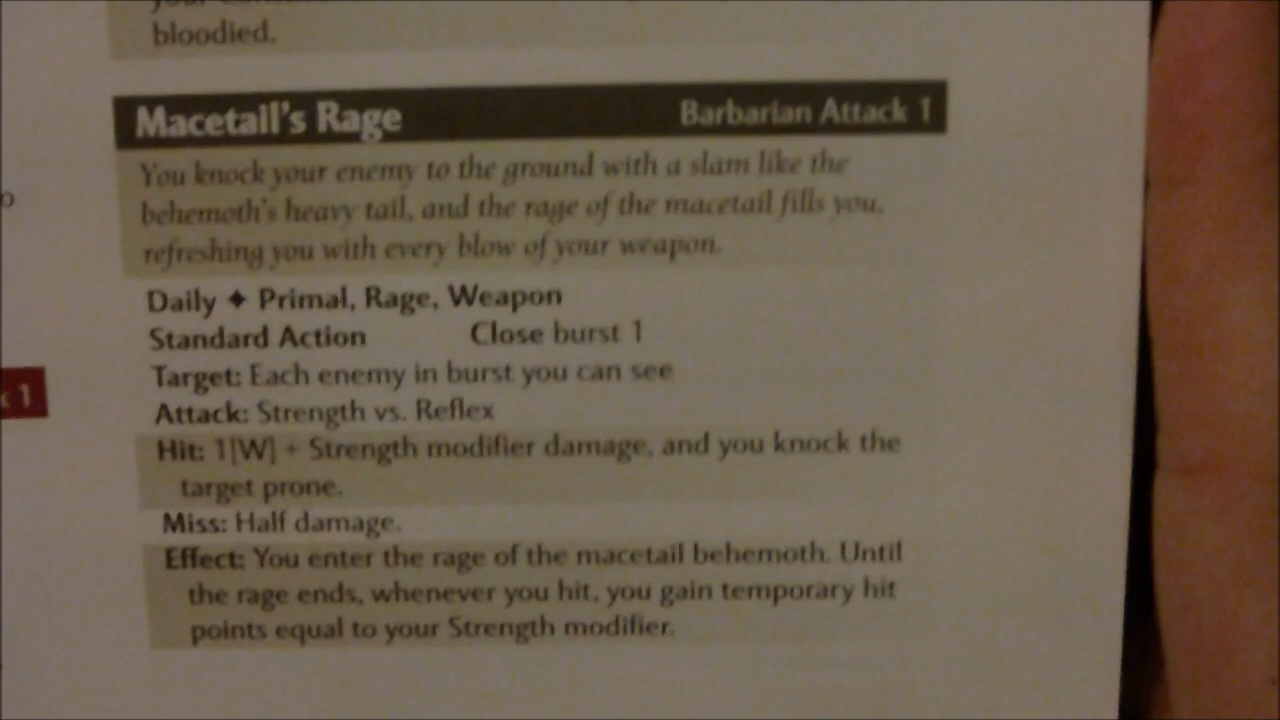 bloodied.
Macetail's Rage Barbarian Attack 1
You knock your enemy to the ground with a slam like the
behemoth's heavy tail, and the rage of the macetail fills you,
refreshing you with every blow of your weapon.
Daily ✦ Primal, Rage, Weapon
Standard Action Close burst 1
Target: Each enemy in burst you can see
Attack: Strength vs. Reflex
Hit: 1[W] + Strength modifier damage, and you knock the
target prone.
Miss: Half damage.
Effect: You enter the rage of the macetail behemoth. Until
the rage ends, whenever you hit, you gain temporary hit
points equal to your Strength modifier.
1